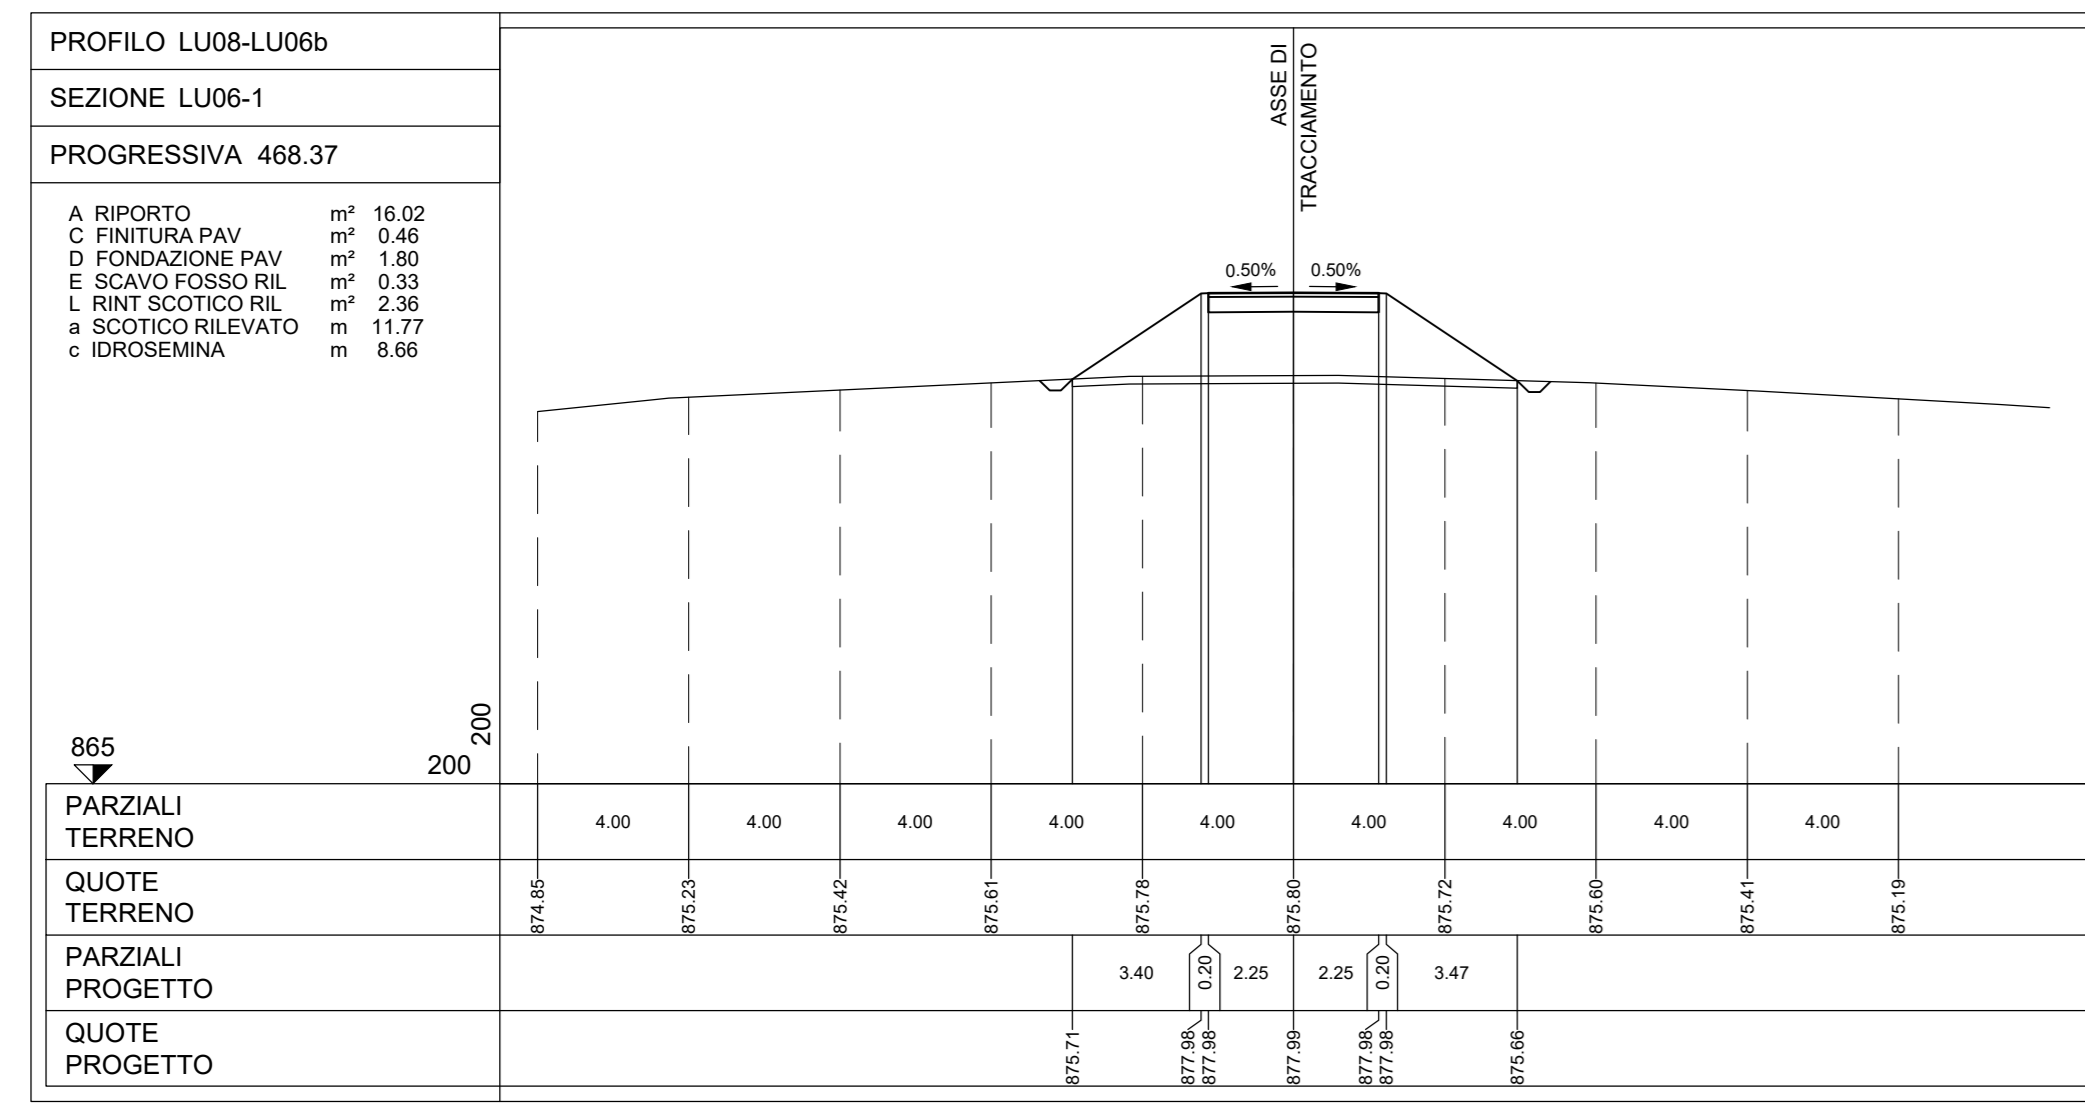 PROFILO LU08-LU06b
SEZIONE LU06-1
PROGRESSIVA 468.37
A RIPORTO m² 16.02
C FINITURA PAV m² 0.46
D FONDAZIONE PAV m² 1.80
E SCAVO FOSSO RIL m² 0.33
L RINT SCOTICO RIL m² 2.36
a SCOTICO RILEVATO m 11.77
c IDROSEMINA m 8.66
ASSE DI
TRACCIAMENTO
0.50% 0.50%
865
200
200
PARZIALI
TERRENO
4.00 4.00 4.00 4.00 4.00 4.00 4.00 4.00 4.00
QUOTE
TERRENO
874.85 875.23 875.42 875.61 875.78 875.80 875.72 875.60 875.41 875.19
PARZIALI
PROGETTO
3.40 0.20 2.25 2.25 0.20 3.47
QUOTE
PROGETTO
875.71 877.98 877.98 877.99 877.98 877.98 875.66